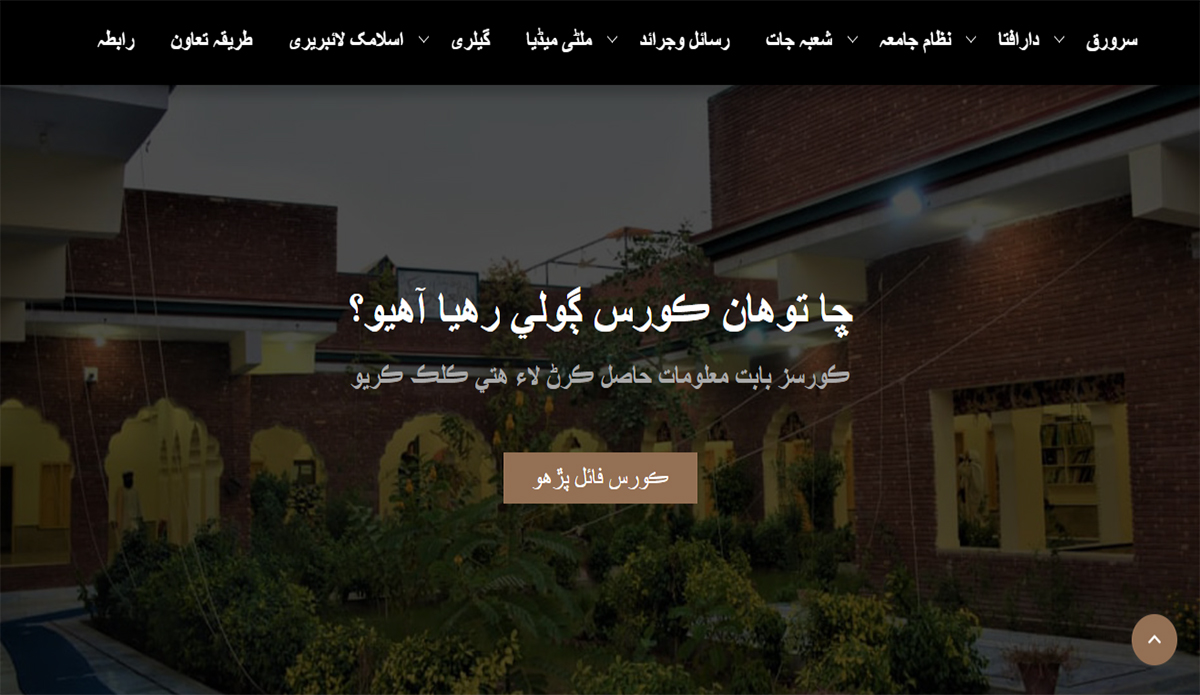 سرورق دارافتا نظام جامعہ شعبہ جات رسائل وجرائد ملٹی میڈیا گیلری اسلامک لائبریری طریقہ تعاون رابطہ
ڇا توهان ڪورس ڳولي رهيا آهيو؟
ڪورسز بابت معلومات حاصل ڪرڻ لاءِ هتي ڪلڪ ڪريو
ڪورس فائل پڙهو